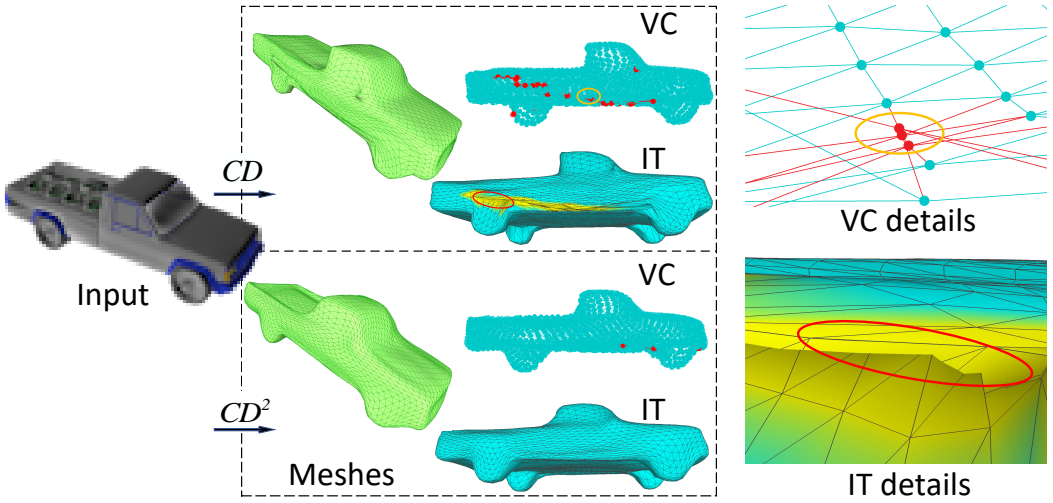 VC
CD
IT
VC details
Input
VC
CD²
IT
Meshes
IT details